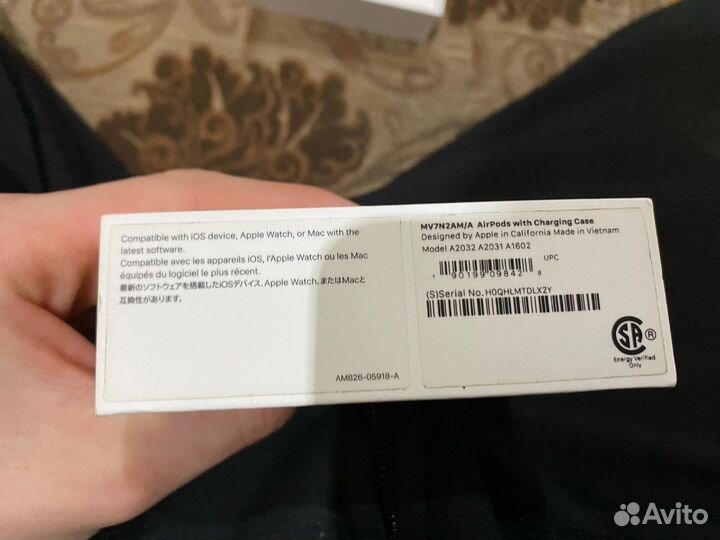 Compatible with iOS device, Apple Watch, or Mac with the
latest software.
Compatible avec les appareils iOS, l'Apple Watch ou les Mac
équipés du logiciel le plus récent.
最新のソフトウェアを搭載したiOSデバイス、Apple Watch、またはMacと
互換性があります。
AM826-05918-A
MV7N2AM/A AirPods with Charging Case
Designed by Apple in California Made in Vietnam
Model A2032 A2031 A1602
UPC
1 90199 09842 8
(S)Serial No. H0QHLMTDLX2Y
SA ®
Energy Verified
Only
Avito